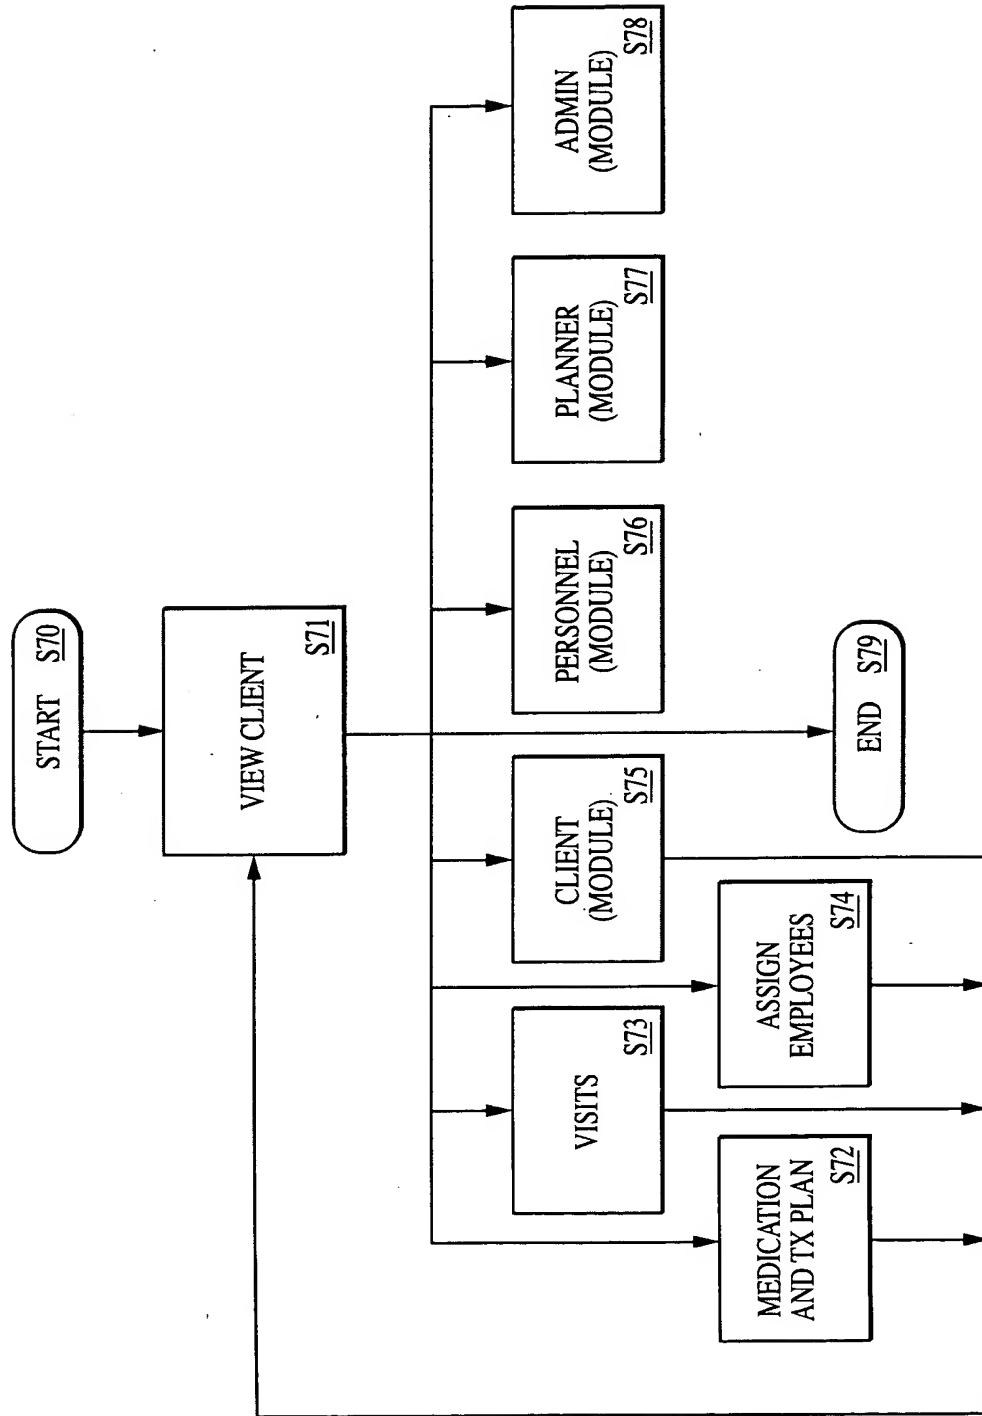 START S70
VIEW CLIENT
S71
MEDICATION
AND TX PLAN
S72
VISITS
S73
ASSIGN
EMPLOYEES
S74
CLIENT
(MODULE)
S75
PERSONNEL
(MODULE)
S76
PLANNER
(MODULE)
S77
ADMIN
(MODULE)
S78
END S79